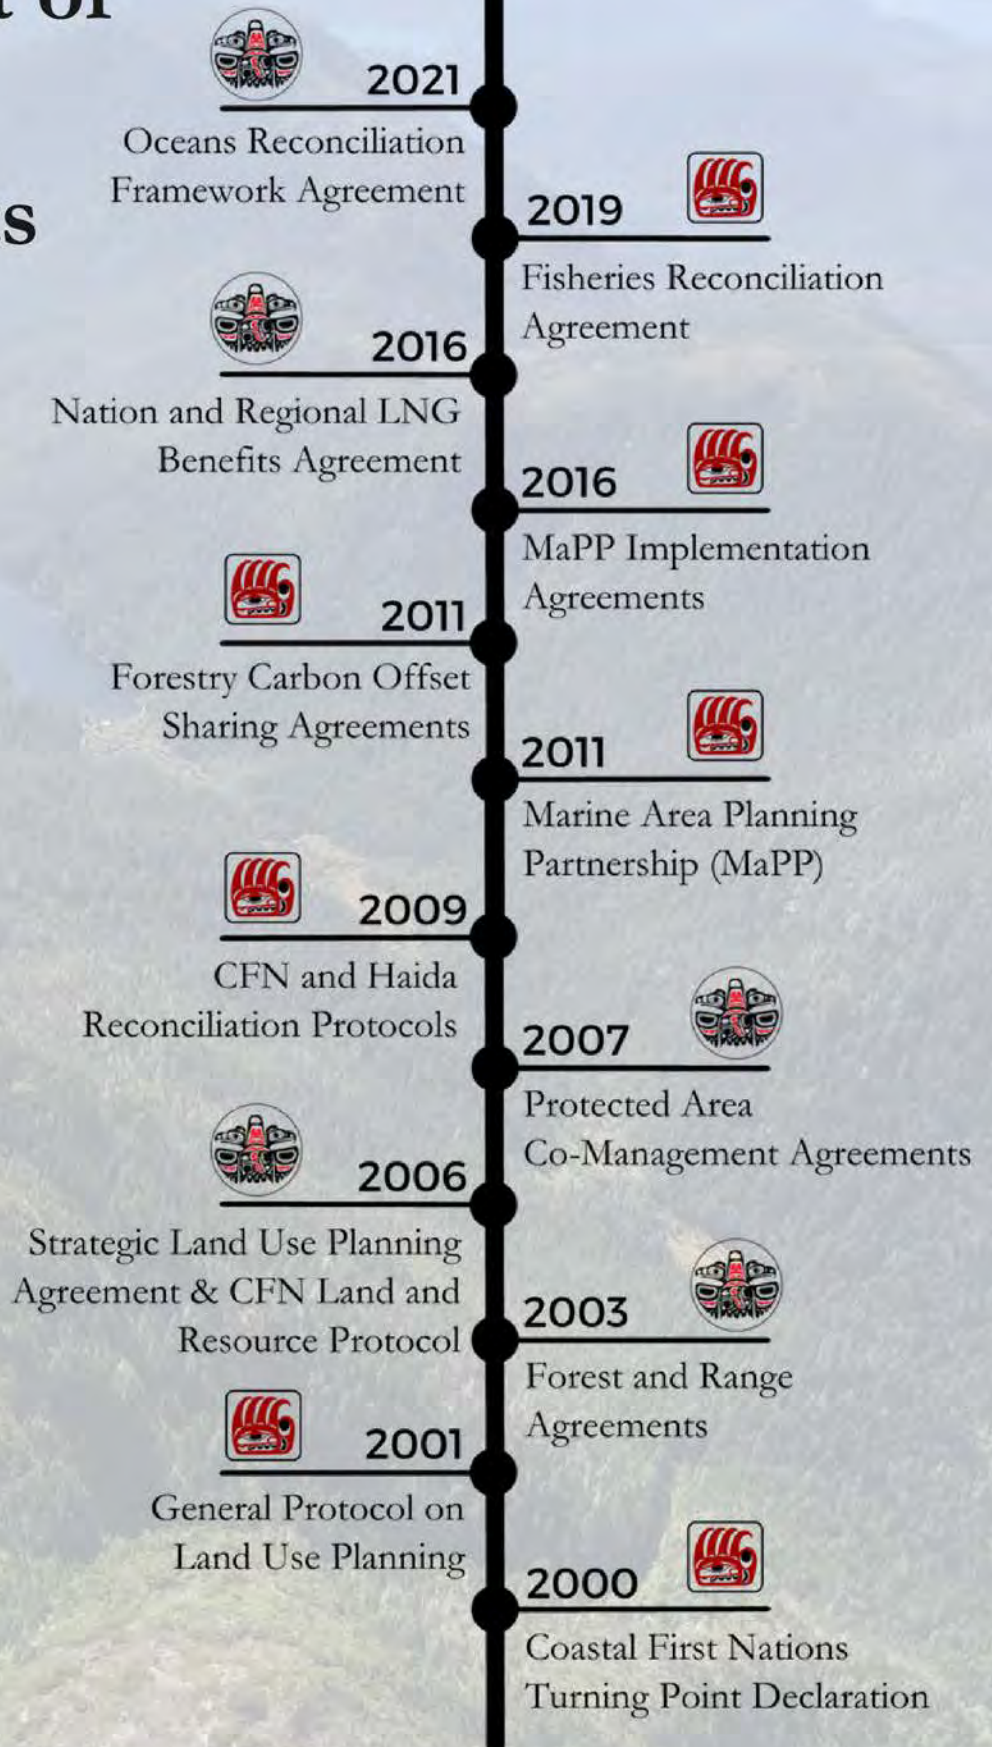 2021
Oceans Reconciliation
Framework Agreement
2019
Fisheries Reconciliation
Agreement
2016
Nation and Regional LNG
Benefits Agreement
2016
MaPP Implementation
Agreements
2011
Forestry Carbon Offset
Sharing Agreements
2011
Marine Area Planning
Partnership (MaPP)
2009
CFN and Haida
Reconciliation Protocols
2007
Protected Area
Co-Management Agreements
2006
Strategic Land Use Planning
Agreement & CFN Land and
Resource Protocol
2003
Forest and Range
Agreements
2001
General Protocol on
Land Use Planning
2000
Coastal First Nations
Turning Point Declaration